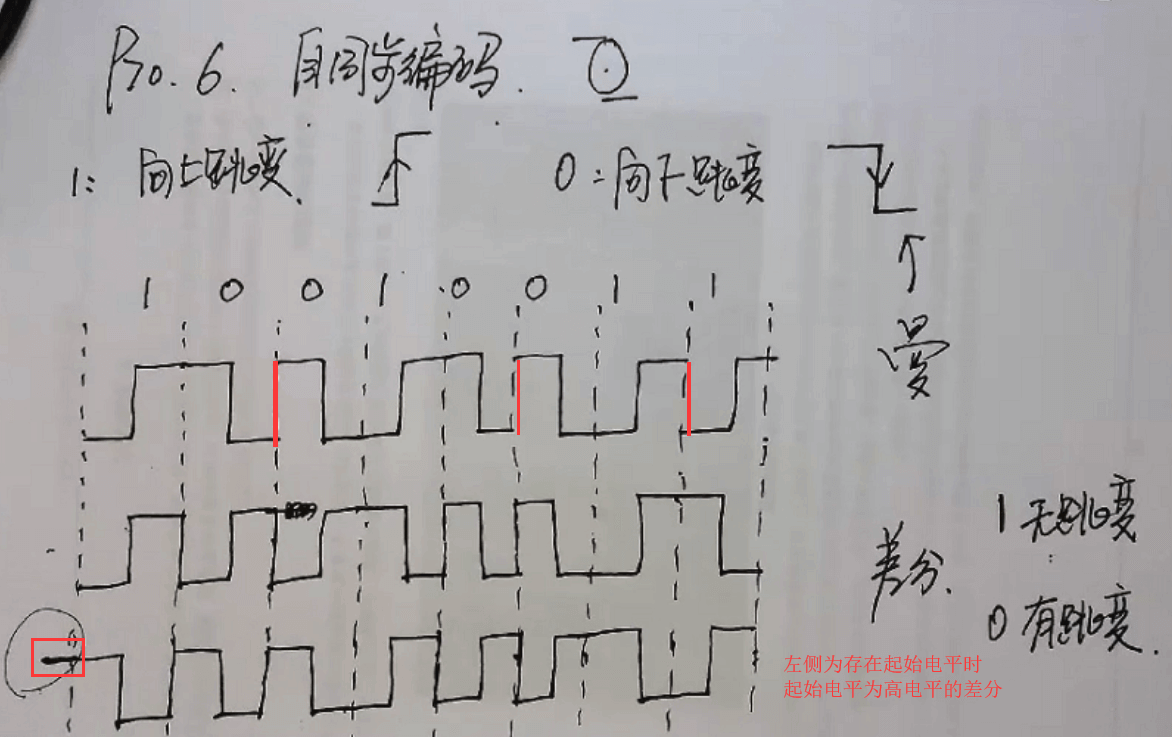 Pro. 6. 自同步编码.
1: 向上跳变. 0: 向下跳变
1 0 0 1 0 0 1 1
曼
1 无跳变
差分.
0 有跳变.
左侧为存在起始电平时
起始电平为高电平的差分